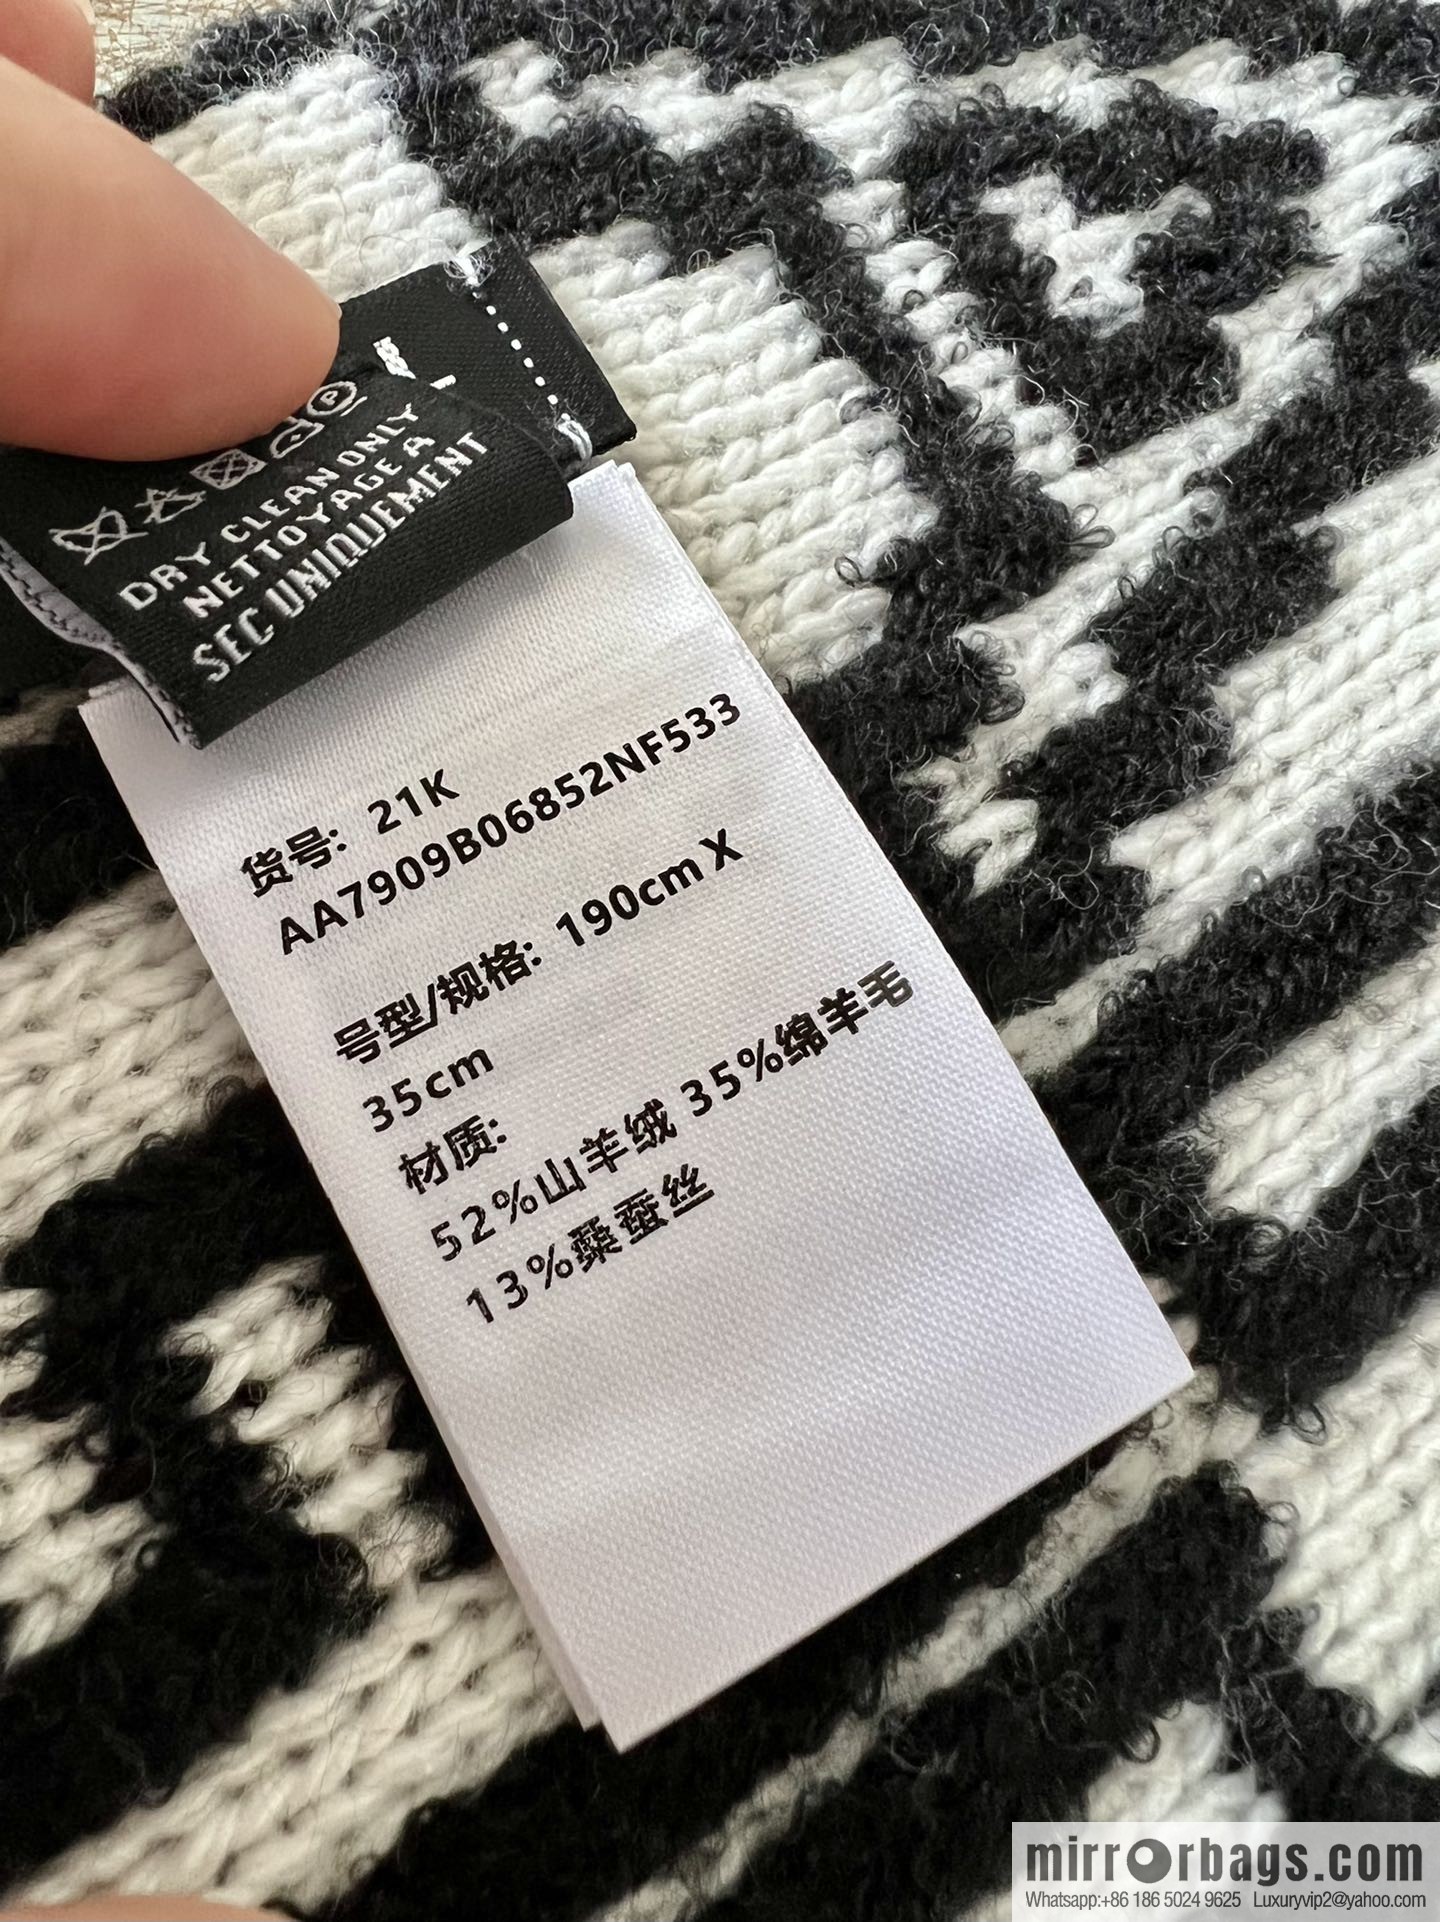 DRY CLEAN ONLY
NETTOYAGE A
SEC UNIQUEMENT
货号: 21K
AA7909B06852NF533
号型/规格: 190cm X
35cm
材质:
52%山羊绒 35%绵羊毛
13%桑蚕丝
mirrorbags.com
Whatsapp:+86 186 5024 9625 Luxuryvip2@yahoo.com